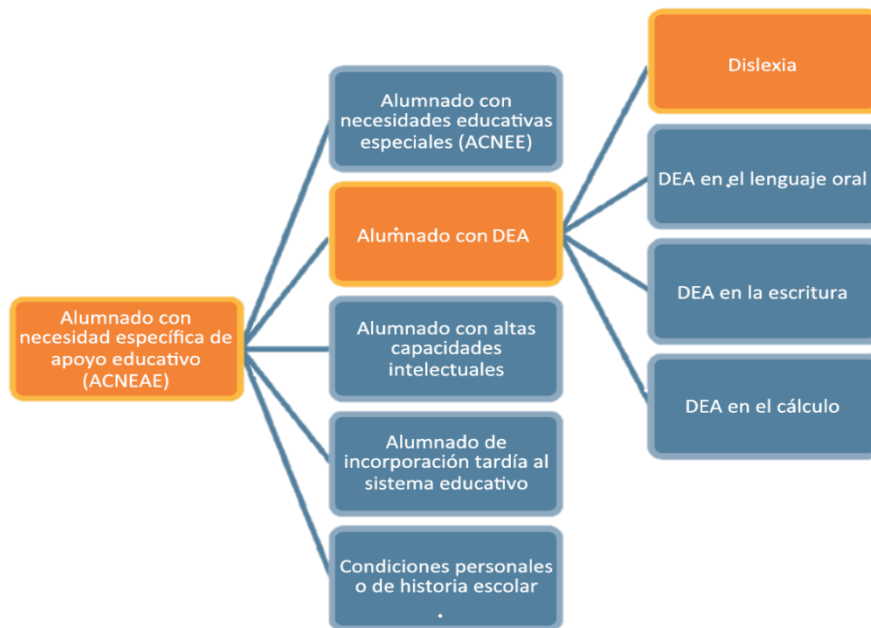 Alumnado con
necesidad específica de
apoyo educativo
(ACNEAE)
Alumnado con
necesidades educativas
especiales (ACNEE)
Alumnado con DEA
Alumnado con altas
capacidades
intelectuales
Alumnado de
incorporación tardía al
sistema educativo
Condiciones personales
o de historia escolar
.
Dislexia
DEA en el lenguaje oral
DEA en la escritura
DEA en el cálculo